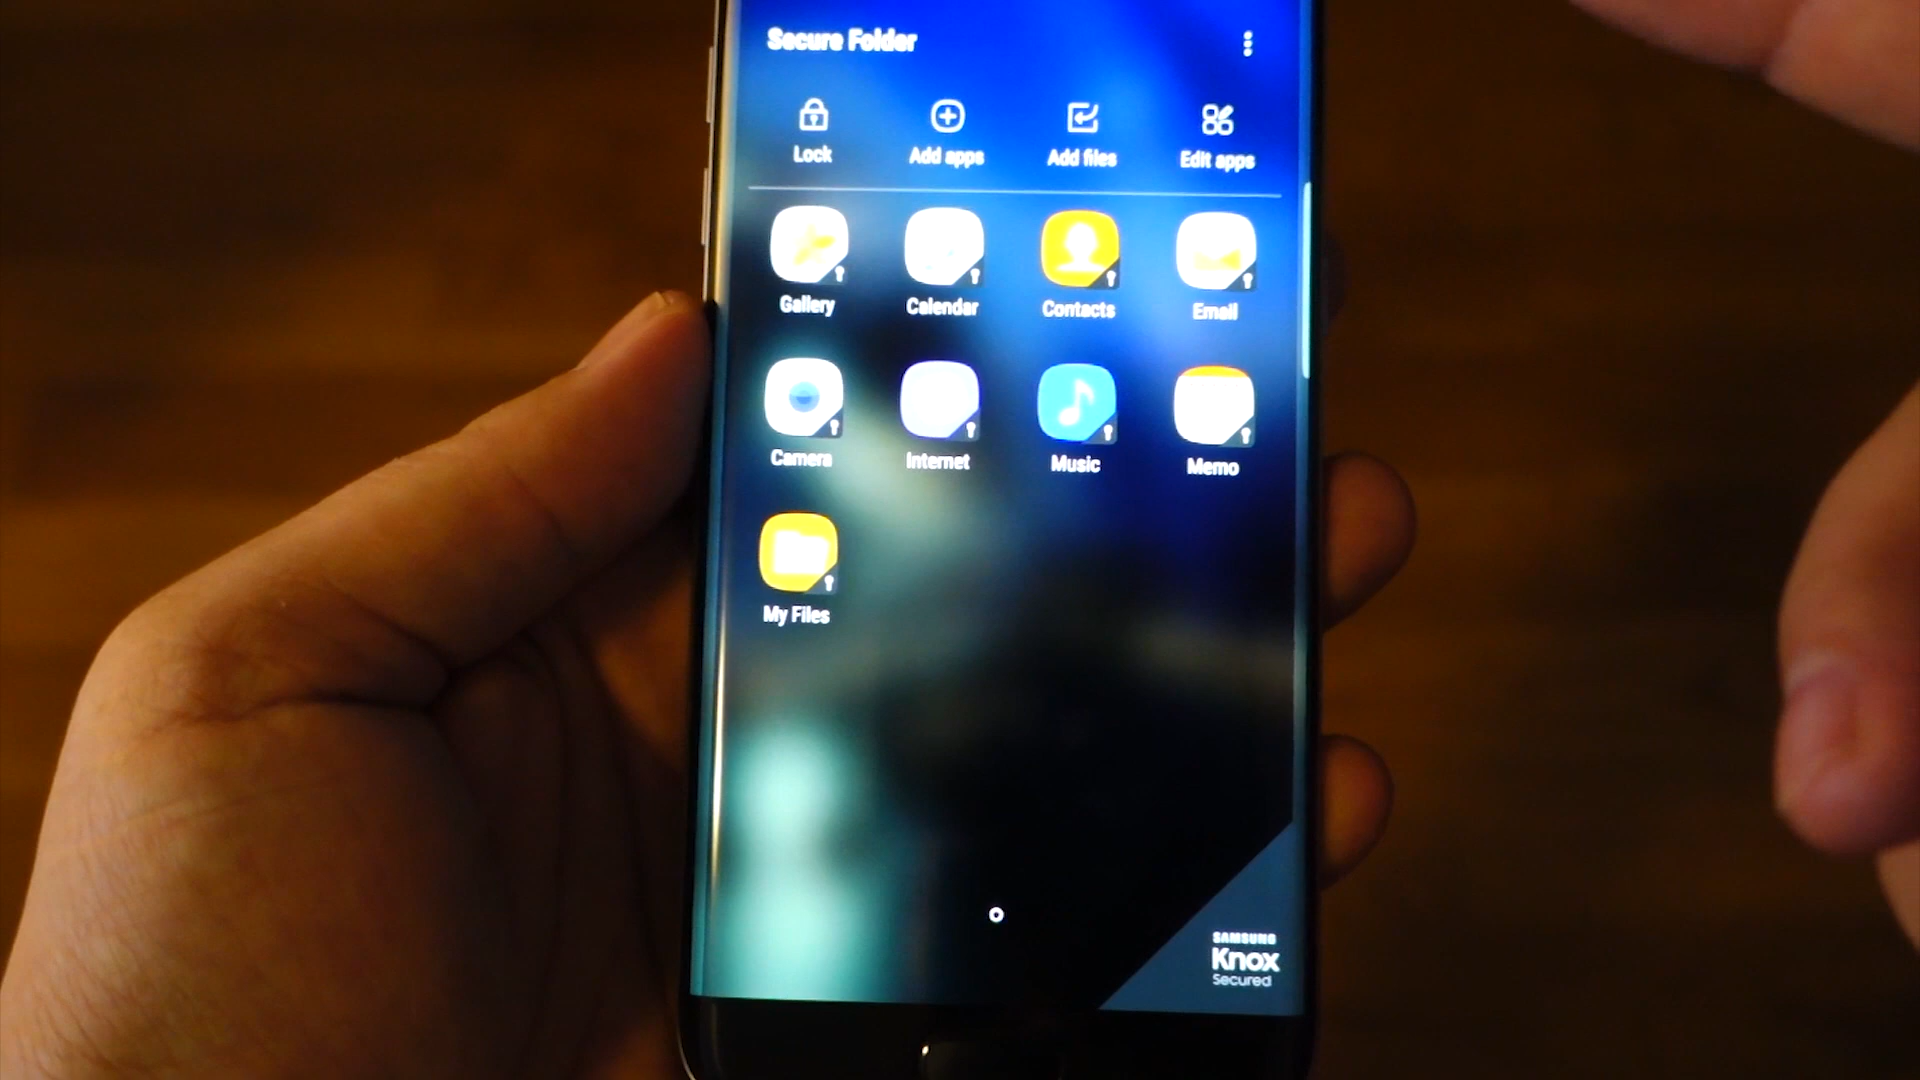 Secure Folder
Lock Add apps Add files Edit apps
Gallery Calendar Contacts Email
Camera Internet Music Memo
My Files
SAMSUNG
Knox
Secured